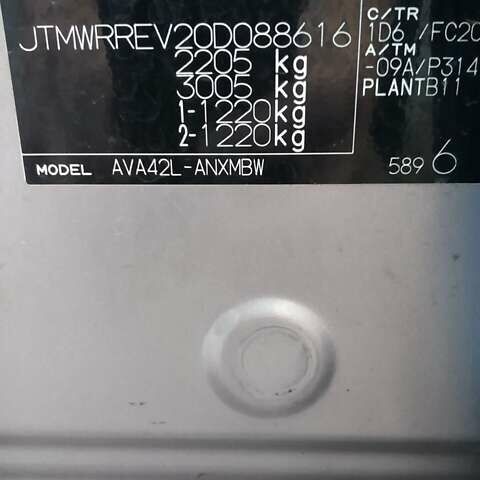 JTMWRREV20D088616
2205 kg
3005 kg
1-1220kg
2-1220kg
MODEL AVA42L-ANXMBW
589 6
C/TR
1D6 /FC20
A/TM
-09A/P314
PLANTB11